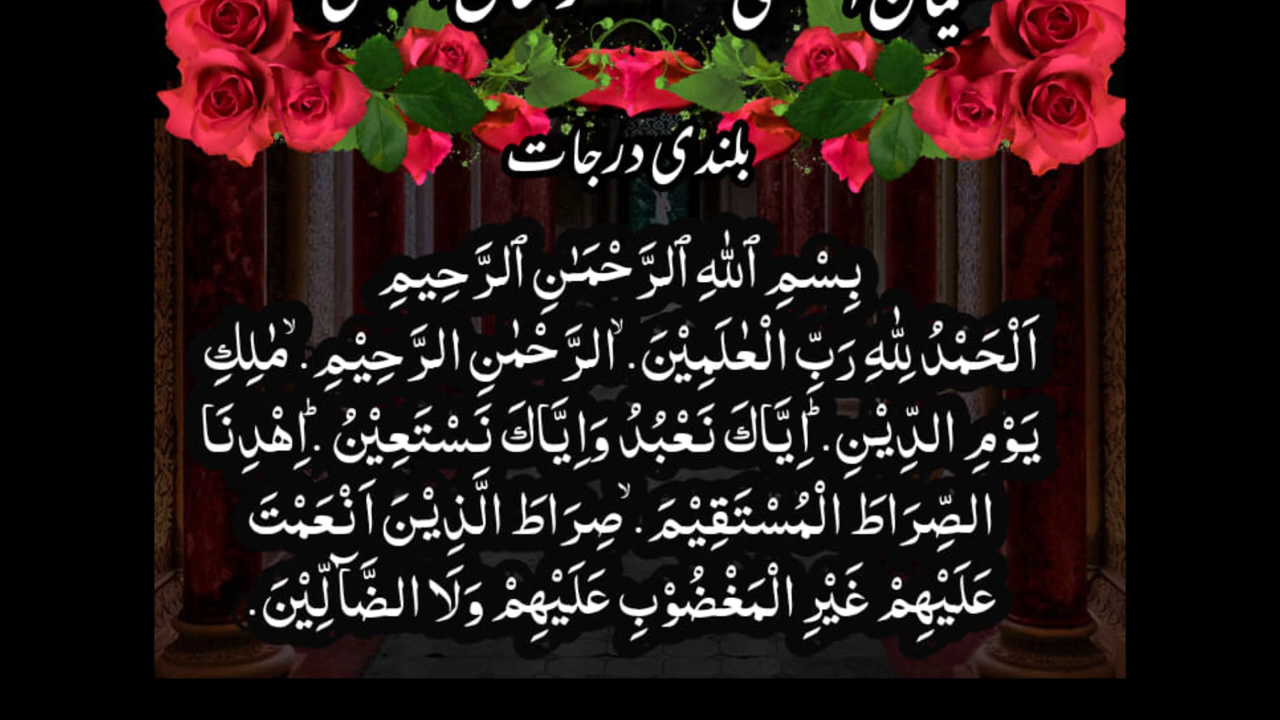 بلندی درجات
بِسْمِ ٱللّٰهِ ٱلرَّحْمَـٰنِ ٱلرَّحِيمِ
اَلْحَمْدُ لِلّٰهِ رَبِّ الْعٰلَمِيْنَ ۙ. الرَّحْمٰنِ الرَّحِيْمِ ۙ. مٰلِكِ
يَوْمِ الدِّيْنِ ؕ. اِيَّاكَ نَعْبُدُ وَاِيَّاكَ نَسْتَعِيْنُ ؕ. اِهْدِنَا
الصِّرَاطَ الْمُسْتَقِيْمَ ۙ. صِرَاطَ الَّذِيْنَ اَنْعَمْتَ
عَلَيْهِمْ غَيْرِ الْمَغْضُوْبِ عَلَيْهِمْ وَلَا الضَّآلِّيْنَ.